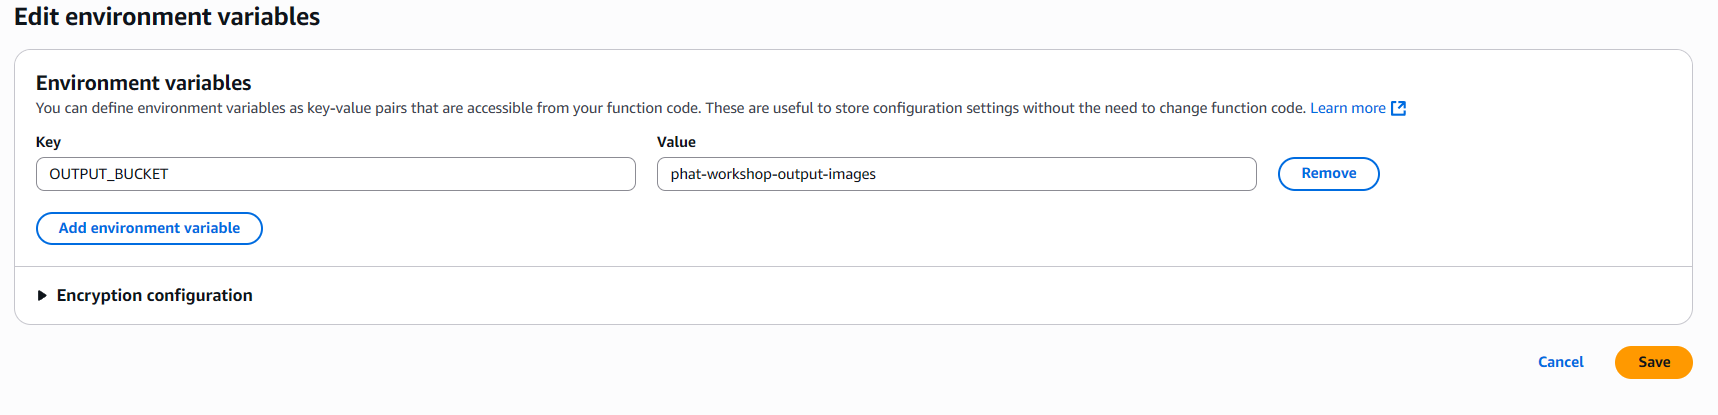 Edit environment variables
Environment variables
You can define environment variables as key-value pairs that are accessible from your function code. These are useful to store configuration settings without the need to change function code. Learn more
Key Value
OUTPUT_BUCKET phat-workshop-output-images Remove
Add environment variable
Encryption configuration
Cancel Save